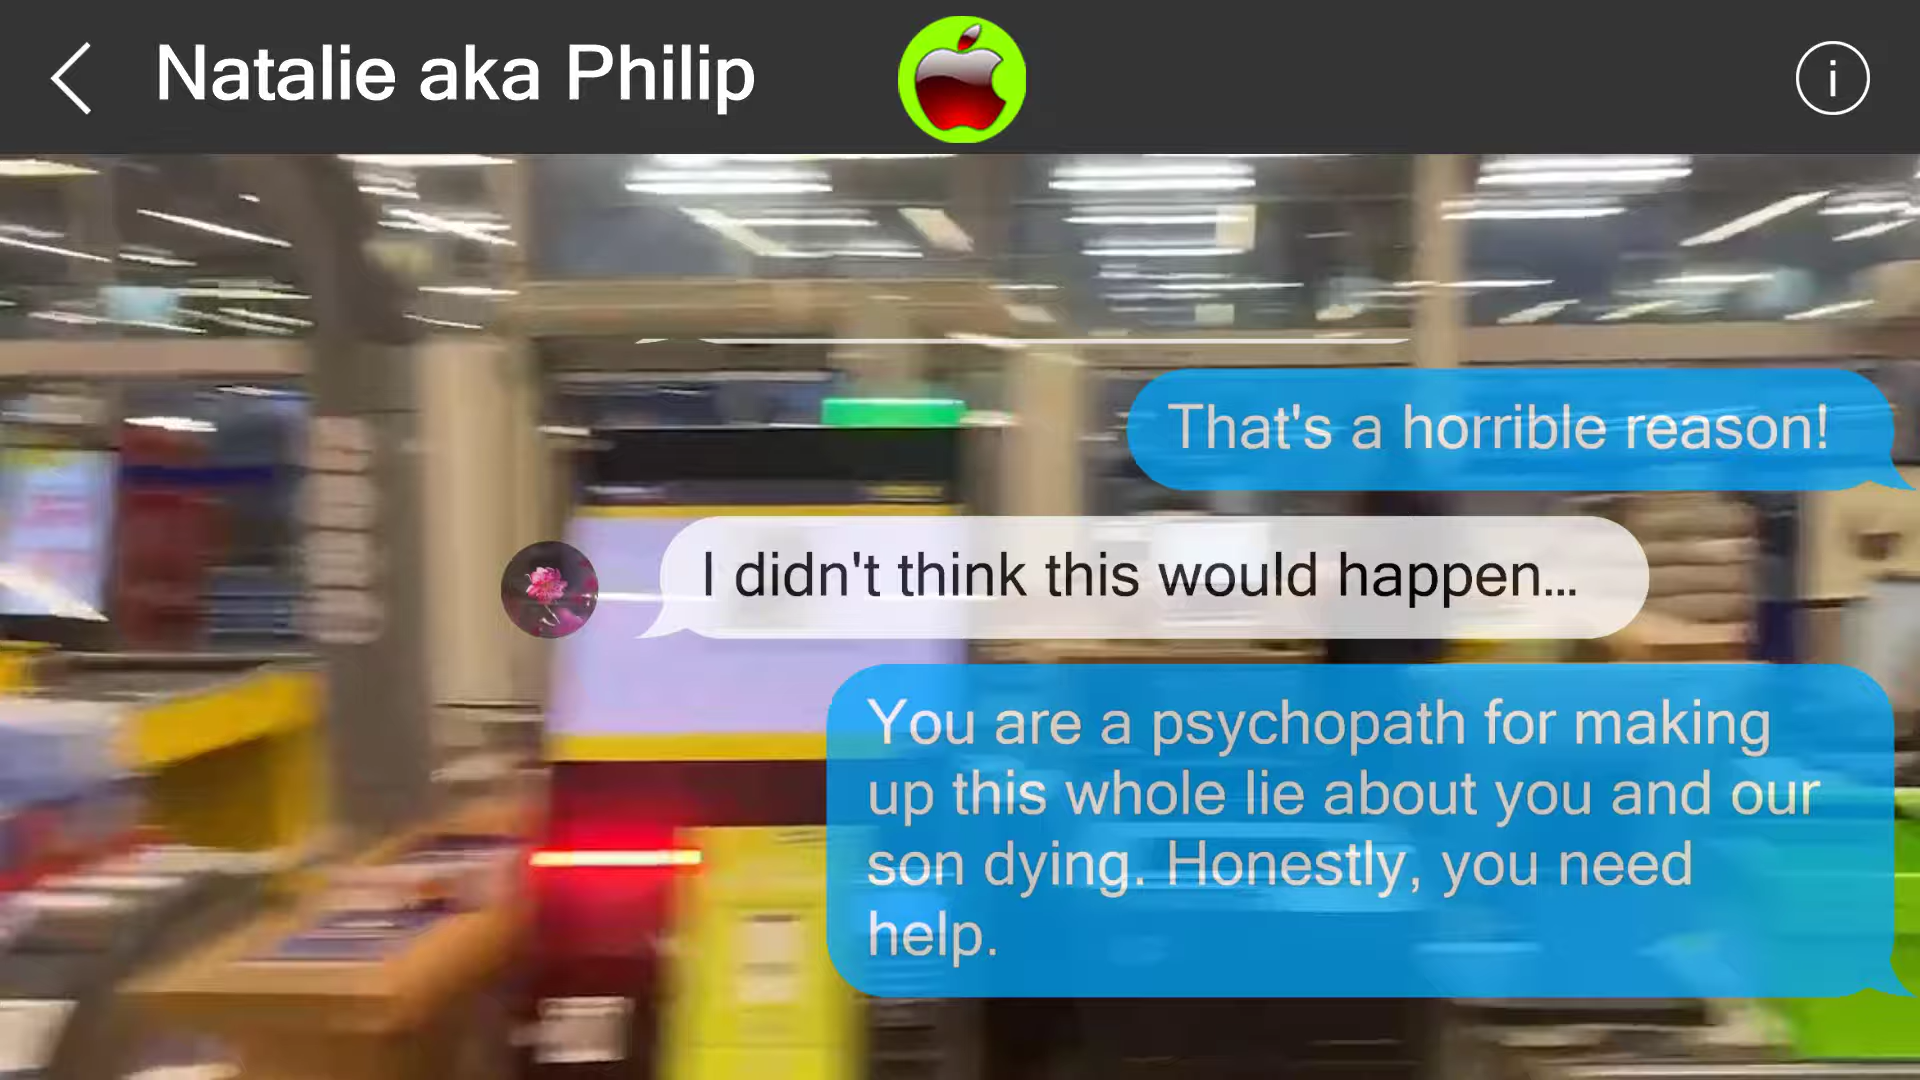 Natalie aka Philip
i
That's a horrible reason!
I didn't think this would happen...
You are a psychopath for making
up this whole lie about you and our
son dying. Honestly, you need
help.